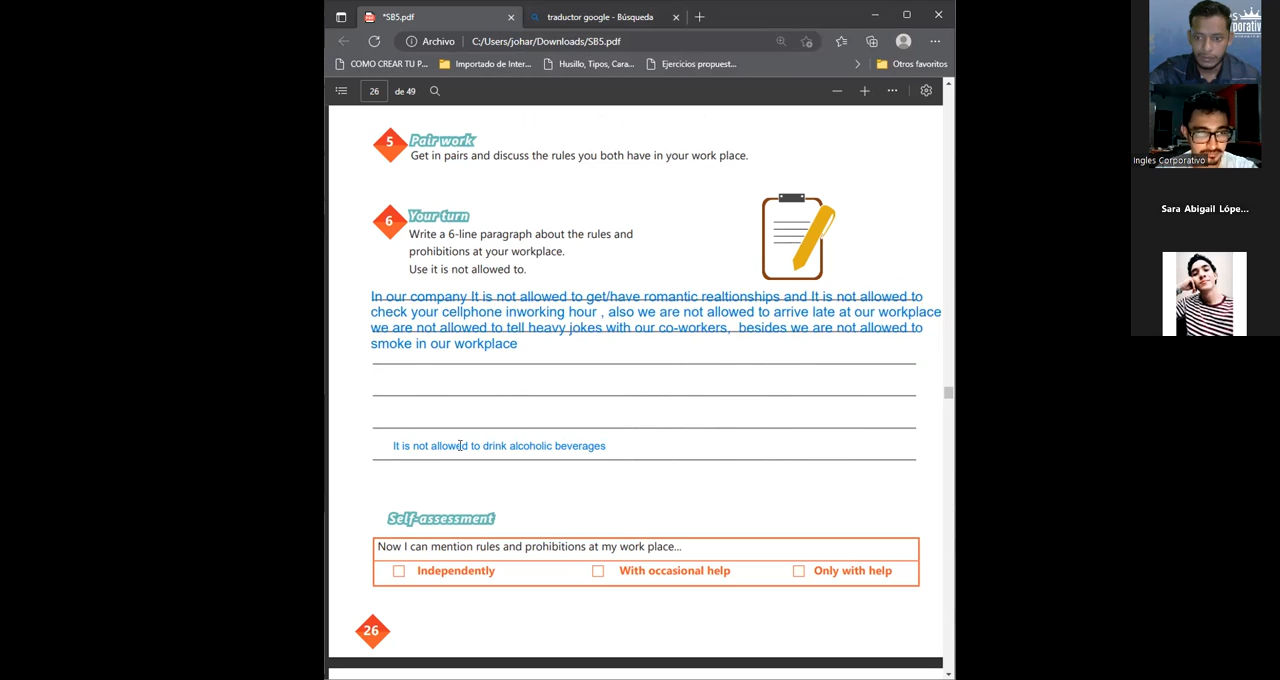 *SB5.pdf
traductor google - Búsqueda
Archivo
C:/Users/johar/Downloads/SB5.pdf
COMO CREAR TU P...
Importado de Inter...
Husillo, Tipos, Cara...
Ejercicios propuest...
Otros favoritos
26 de 49
5 Pair work
Get in pairs and discuss the rules you both have in your work place.
6 Your turn
Write a 6-line paragraph about the rules and
prohibitions at your workplace.
Use it is not allowed to.
In our company It is not allowed to get/have romantic realtionships and It is not allowed to
check your cellphone inworking hour , also we are not allowed to arrive late at our workplace
we are not allowed to tell heavy jokes with our co-workers, besides we are not allowed to
smoke in our workplace
It is not allowed to drink alcoholic beverages
Self-assessment
Now I can mention rules and prohibitions at my work place...
Independently
With occasional help
Only with help
26
Ingles Corporativo
Sara Abigail Lópe...